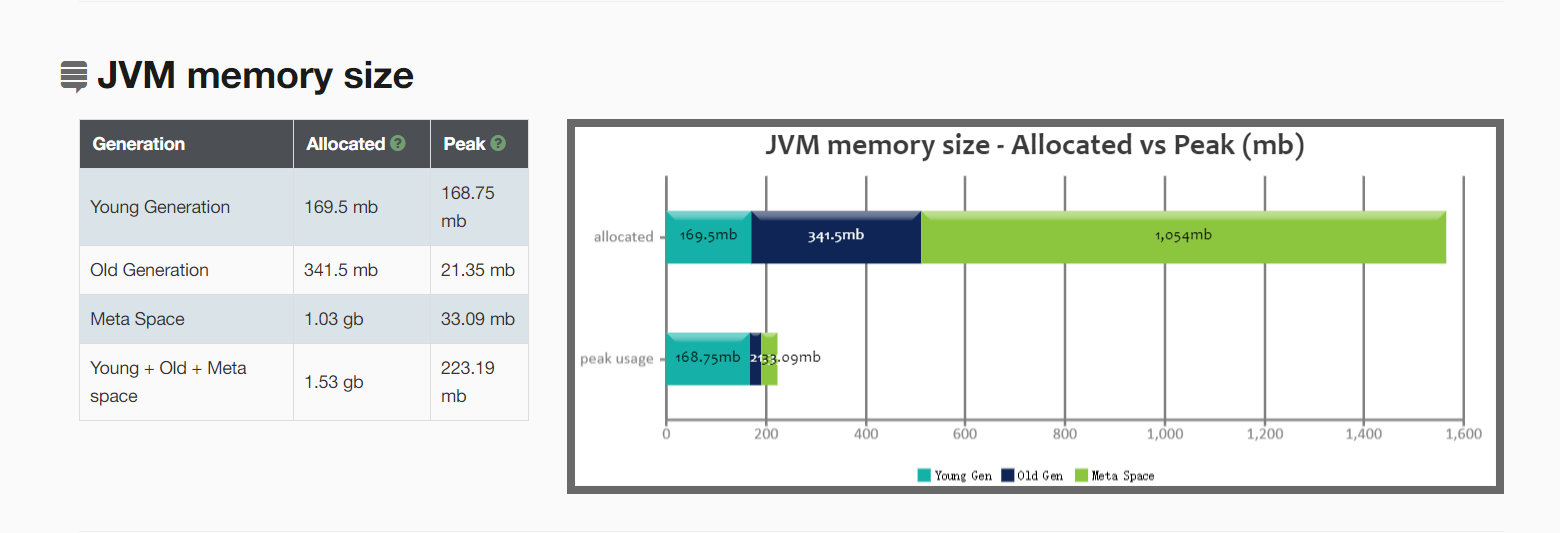 JVM memory size
Generation Allocated ? Peak ?
Young Generation 169.5 mb 168.75 mb
Old Generation 341.5 mb 21.35 mb
Meta Space 1.03 gb 33.09 mb
Young + Old + Meta space 1.53 gb 223.19 mb
JVM memory size - Allocated vs Peak (mb)
allocated 169.5mb 341.5mb 1,054mb
peak usage 168.75mb 33.09mb
0 200 400 600 800 1,000 1,200 1,400 1,600
Young Gen Old Gen Meta Space